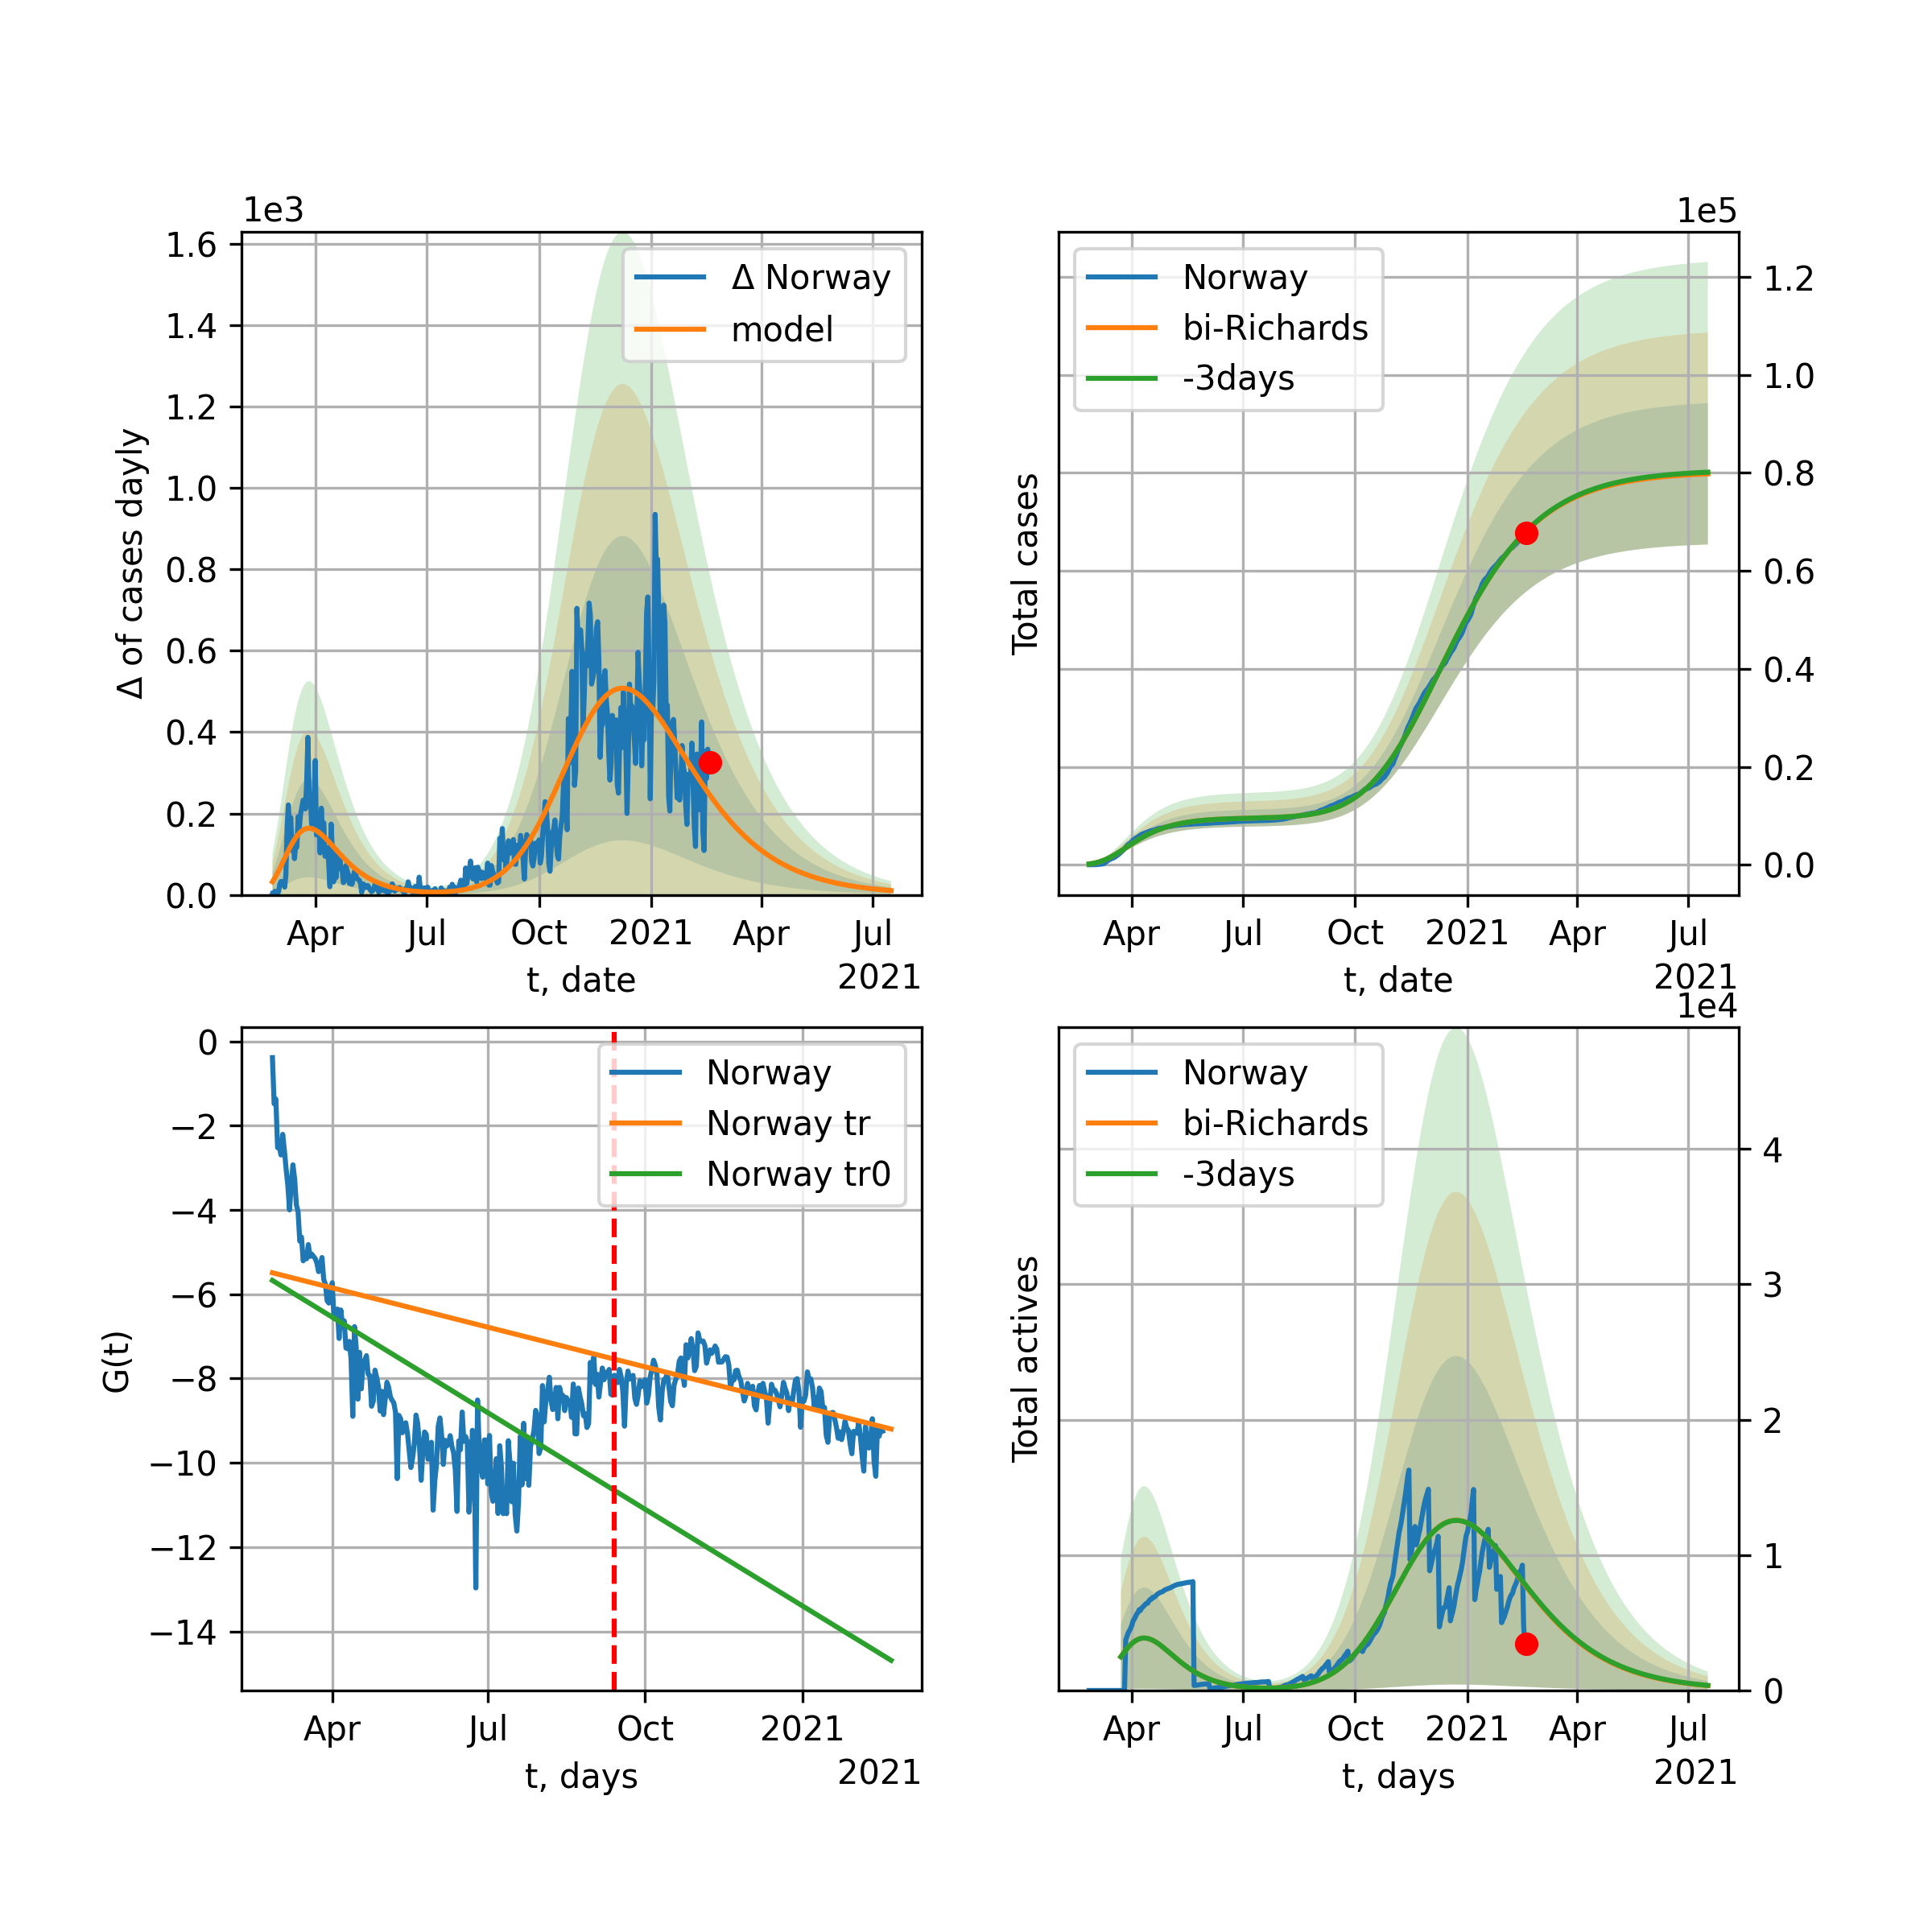 1e3
1.6
1.4
1.2
1.0
0.8
0.6
0.4
0.2
0.0
Δ of cases dayly
Δ Norway
model
Apr Jul Oct 2021 Apr Jul
t, date
2021
1e5
1.2
1.0
0.8
0.6
0.4
0.2
0.0
Total cases
Norway
bi-Richards
-3days
Apr Jul Oct 2021 Apr Jul
t, date
2021
0
−2
−4
−6
−8
−10
−12
−14
G(t)
Norway
Norway tr
Norway tr0
Apr Jul Oct 2021
t, days
2021
1e4
4
3
2
1
0
Total actives
Norway
bi-Richards
-3days
Apr Jul Oct 2021 Apr Jul
t, days
2021